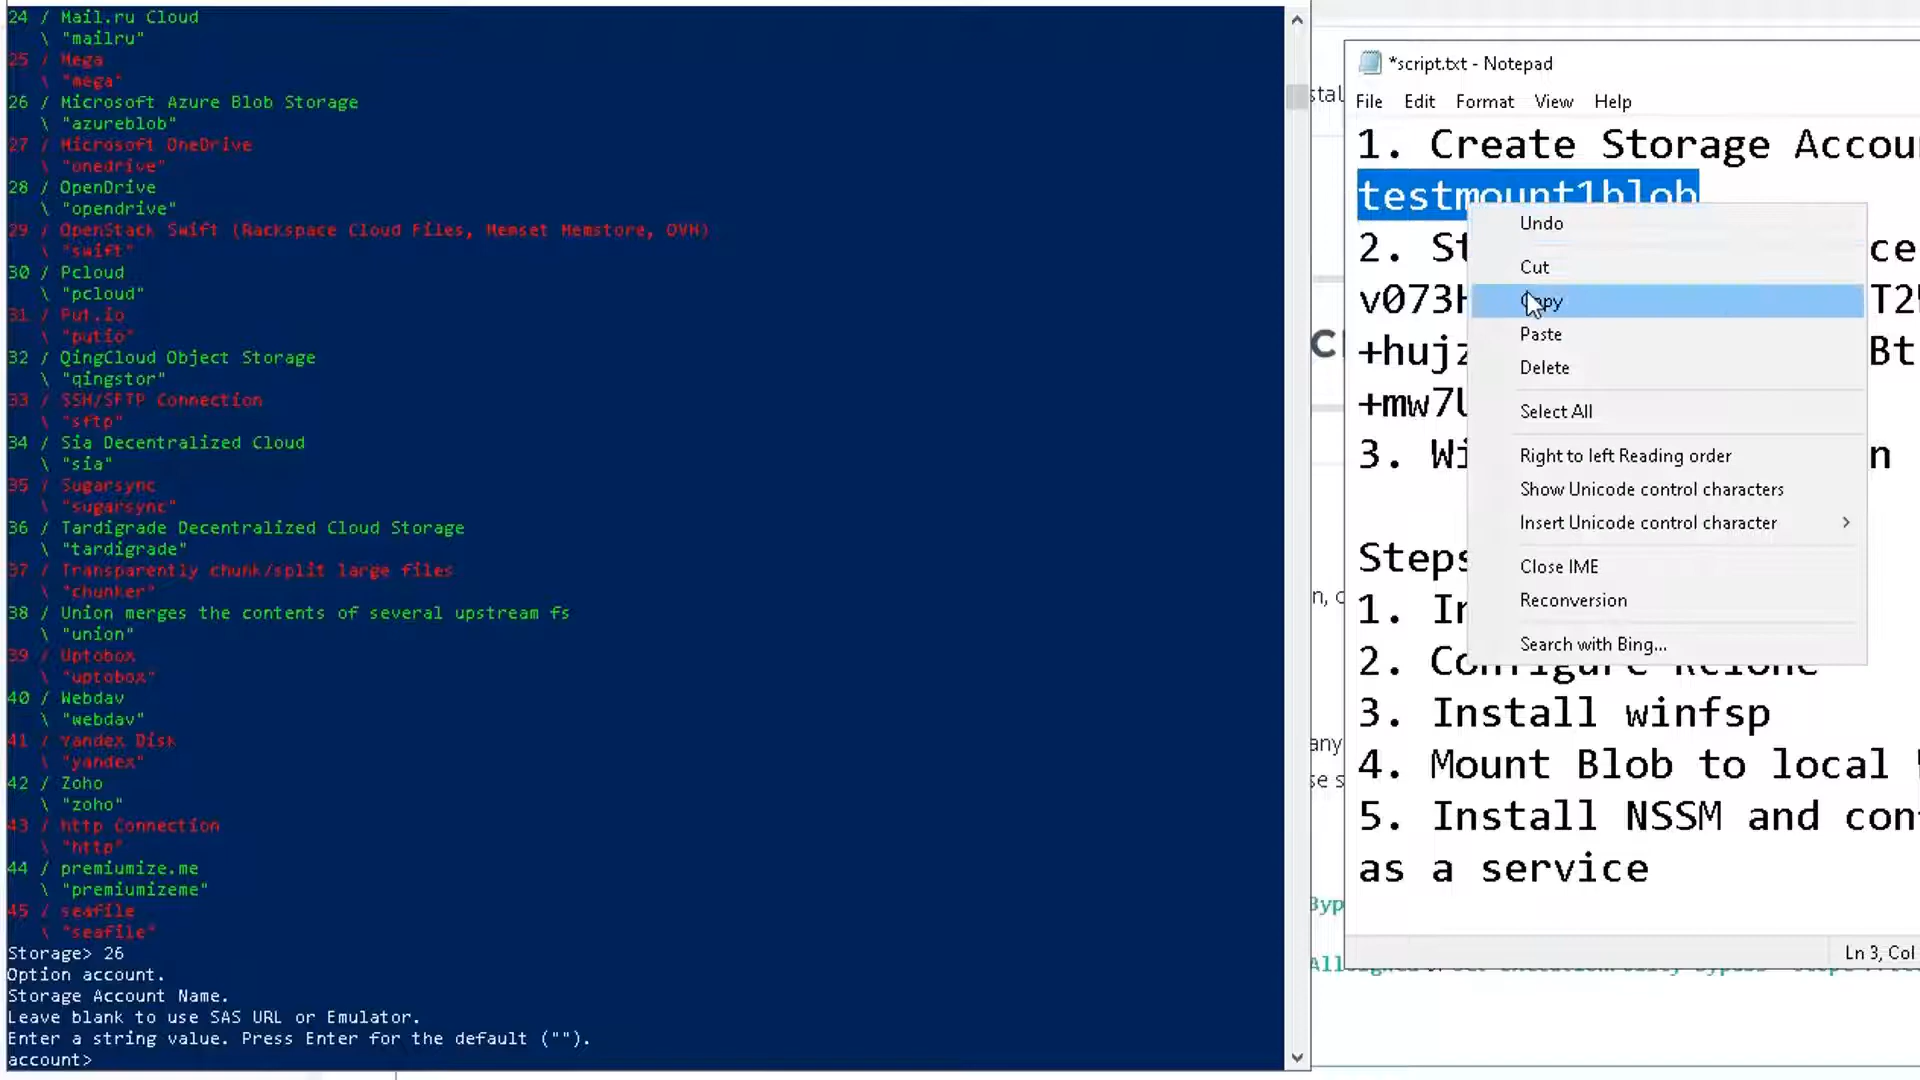 24 / Mail.ru Cloud
\ "mailru"
25 / Mega
\ "mega"
26 / Microsoft Azure Blob Storage
\ "azureblob"
27 / Microsoft OneDrive
\ "onedrive"
28 / OpenDrive
\ "opendrive"
29 / OpenStack Swift (Rackspace Cloud Files, Memset Memstore, OVH)
\ "swift"
30 / Pcloud
\ "pcloud"
31 / Put.io
\ "putio"
32 / QingCloud Object Storage
\ "qingstor"
33 / SSH/SFTP Connection
\ "sftp"
34 / Sia Decentralized Cloud
\ "sia"
35 / Sugarsync
\ "sugarsync"
36 / Tardigrade Decentralized Cloud Storage
\ "tardigrade"
37 / Transparently chunk/split large files
\ "chunker"
38 / Union merges the contents of several upstream fs
\ "union"
39 / Uptobox
\ "uptobox"
40 / Webdav
\ "webdav"
41 / Yandex Disk
\ "yandex"
42 / Zoho
\ "zoho"
43 / http Connection
\ "http"
44 / premiumize.me
\ "premiumizeme"
45 / seafile
\ "seafile"
Storage> 26
Option account.
Storage Account Name.
Leave blank to use SAS URL or Emulator.
Enter a string value. Press Enter for the default ("").
account>
*script.txt - Notepad
File Edit Format View Help
1. Create Storage Accou
testmount1blob
2. St
ce
v073H
T2
+hujz
Bt
+mw7U
3. Wi
n
Steps
1. In
2. Configure Rclone
3. Install winfsp
4. Mount Blob to local
5. Install NSSM and con
as a service
Ln 3, Col
Undo
Cut
Copy
Paste
Delete
Select All
Right to left Reading order
Show Unicode control characters
Insert Unicode control character
Close IME
Reconversion
Search with Bing...
stal
n, c
any
se s
Byp
All